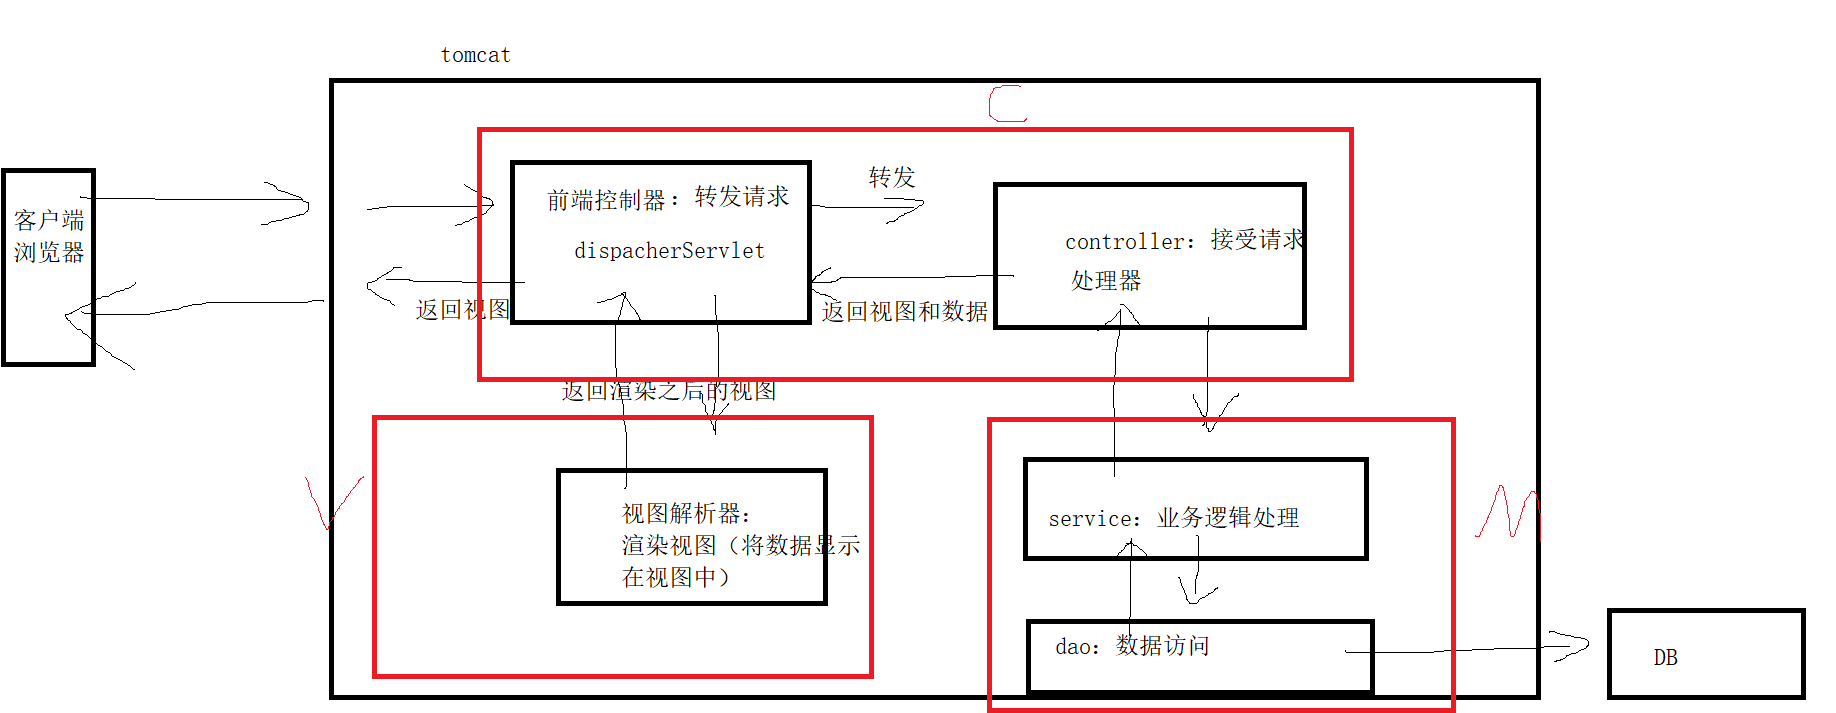 tomcat
C
客户端
浏览器
前端控制器：转发请求
dispacherServlet
转发
controller：接受请求
处理器
返回视图
返回视图和数据
返回渲染之后的视图
V
视图解析器：
渲染视图（将数据显示
在视图中）
M
service：业务逻辑处理
dao：数据访问
DB